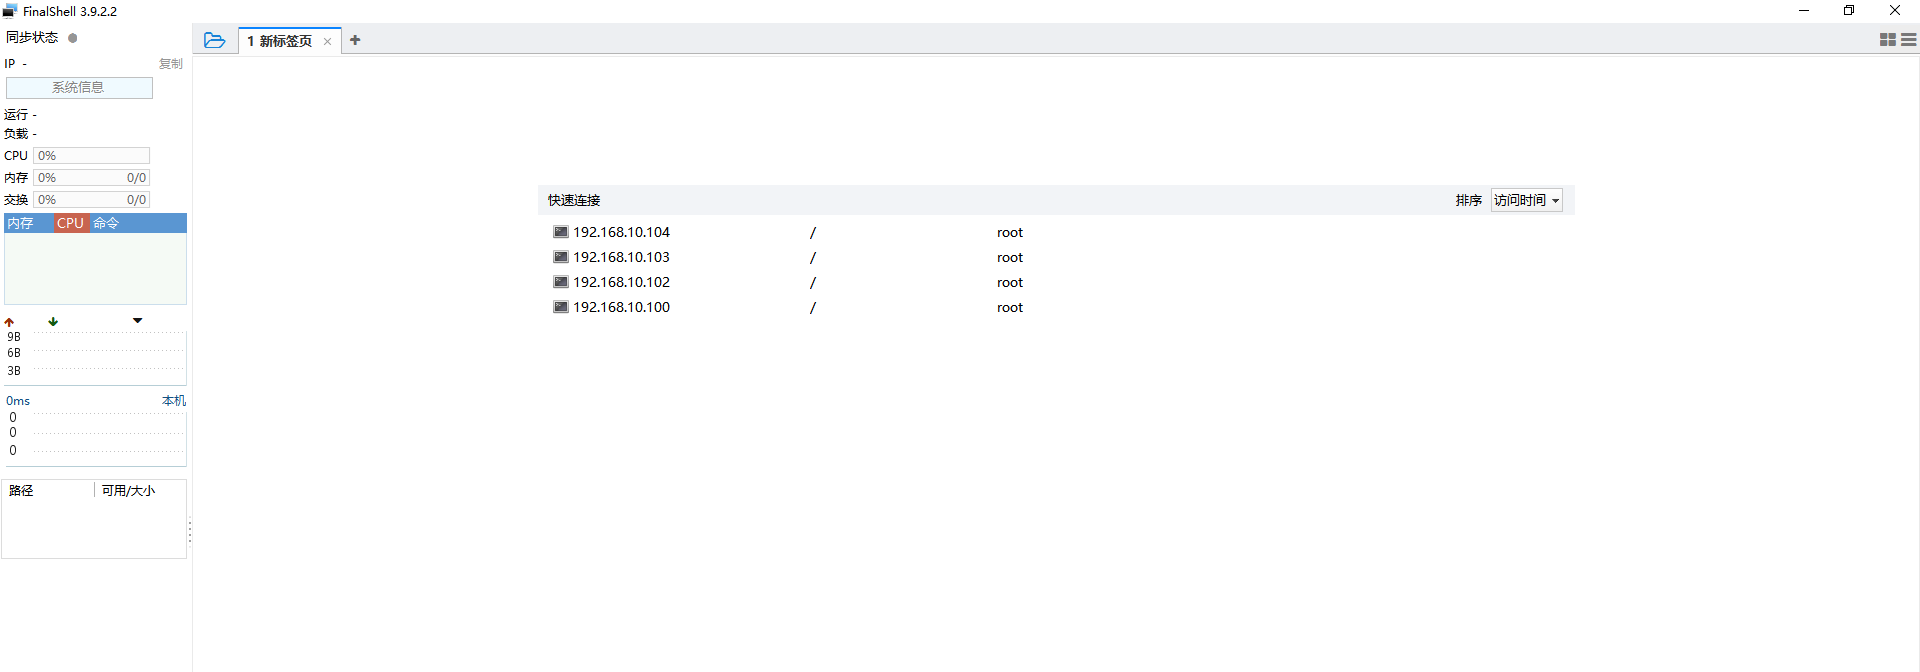 FinalShell 3.9.2.2
同步状态
IP -
复制
系统信息
运行 -
负载 -
CPU 0%
内存 0% 0/0
交换 0% 0/0
内存 CPU 命令
9B
6B
3B
0ms 本机
0
0
0
路径 可用/大小
1 新标签页
快速连接 排序 访问时间
192.168.10.104 / root
192.168.10.103 / root
192.168.10.102 / root
192.168.10.100 / root